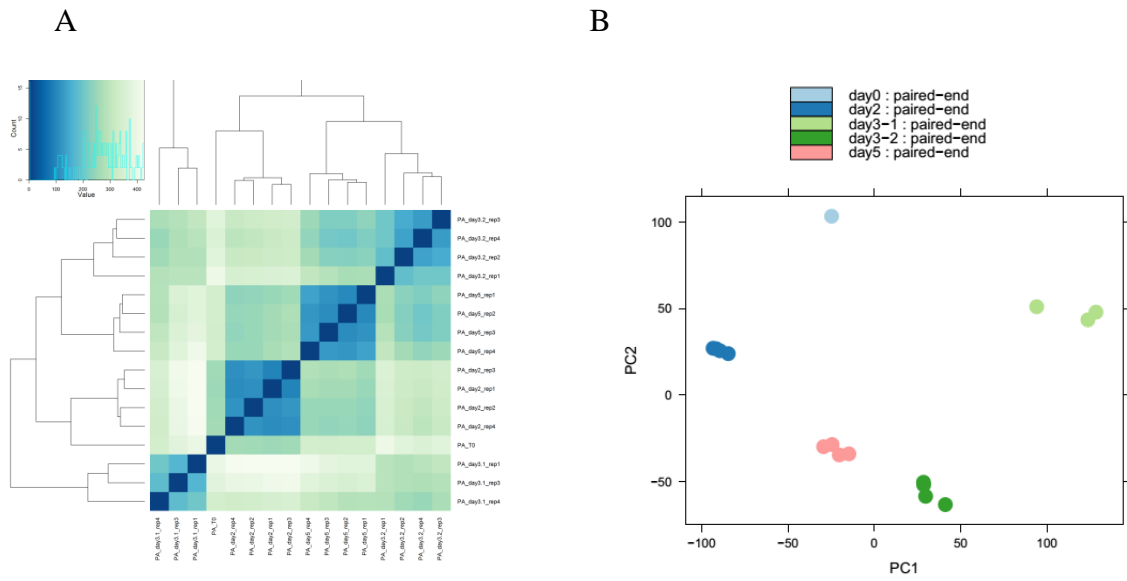 A
B
15
10
5
0
Count
0 100 200 300 400
Value
PA_day3.2_rep3
PA_day3.2_rep4
PA_day3.2_rep2
PA_day3.2_rep1
PA_day5_rep1
PA_day5_rep2
PA_day5_rep3
PA_day5_rep4
PA_day2_rep3
PA_day2_rep1
PA_day2_rep2
PA_day2_rep4
PA_T0
PA_day3.1_rep1
PA_day3.1_rep3
PA_day3.1_rep4
PA_day3.1_rep4
PA_day3.1_rep3
PA_day3.1_rep1
PA_T0
PA_day2_rep4
PA_day2_rep2
PA_day2_rep1
PA_day2_rep3
PA_day5_rep4
PA_day5_rep3
PA_day5_rep2
PA_day5_rep1
PA_day3.2_rep1
PA_day3.2_rep2
PA_day3.2_rep4
PA_day3.2_rep3
day0 : paired−end
day2 : paired−end
day3−1 : paired−end
day3−2 : paired−end
day5 : paired−end
100
50
0
−50
PC2
−100 −50 0 50 100
PC1